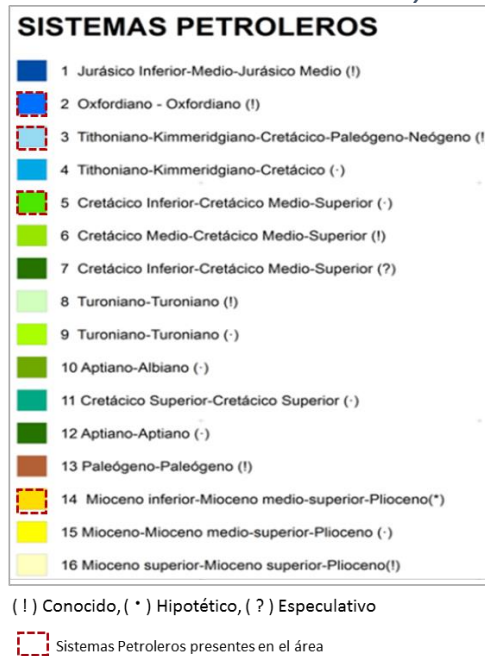 SISTEMAS PETROLEROS
1 Jurásico Inferior-Medio-Jurásico Medio (!)
2 Oxfordiano - Oxfordiano (!)
3 Tithoniano-Kimmeridgiano-Cretácico-Paleógeno-Neógeno (!
4 Tithoniano-Kimmeridgiano-Cretácico (·)
5 Cretácico Inferior-Cretácico Medio-Superior (·)
6 Cretácico Medio-Cretácico Medio-Superior (!)
7 Cretácico Inferior-Cretácico Medio-Superior (?)
8 Turoniano-Turoniano (!)
9 Turoniano-Turoniano (·)
10 Aptiano-Albiano (·)
11 Cretácico Superior-Cretácico Superior (·)
12 Aptiano-Aptiano (·)
13 Paleógeno-Paleógeno (!)
14 Mioceno inferior-Mioceno medio-superior-Plioceno(*)
15 Mioceno-Mioceno medio-superior-Plioceno (·)
16 Mioceno superior-Mioceno superior-Plioceno(!)
( ! ) Conocido, ( * ) Hipotético, ( ? ) Especulativo
Sistemas Petroleros presentes en el área